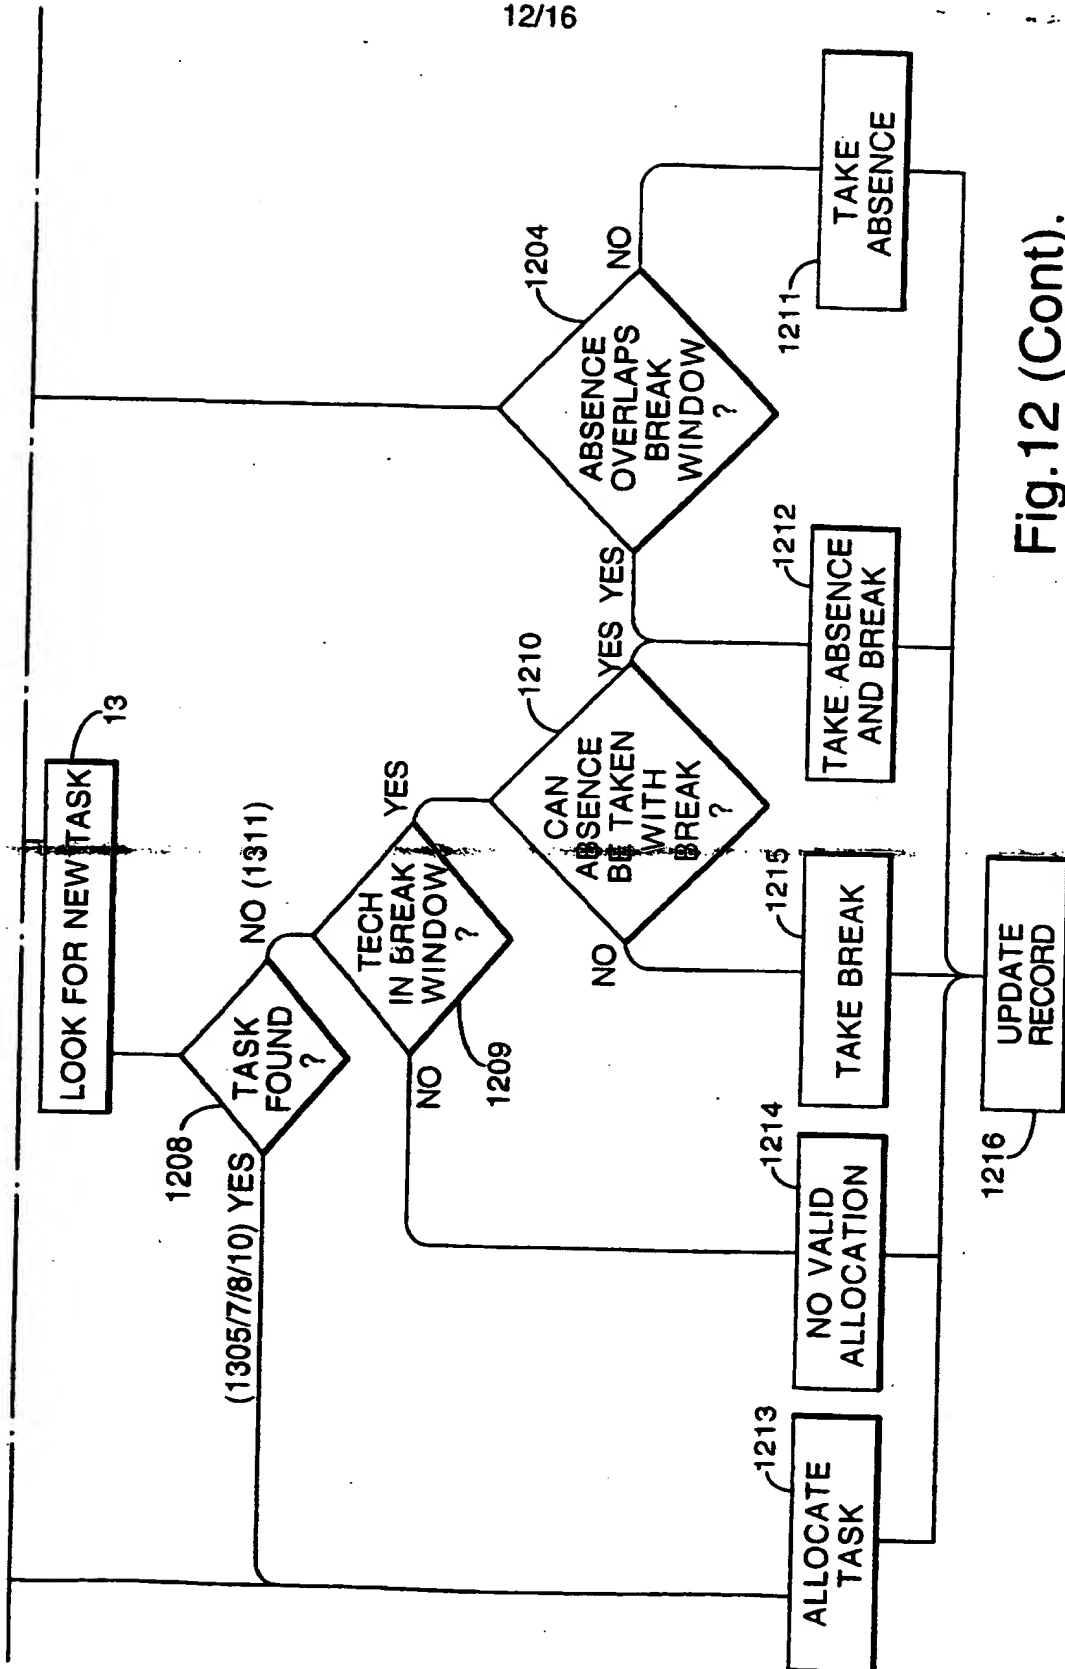 12/16
LOOK FOR NEW TASK
13
TASK
FOUND
?
1208
(1305/7/8/10) YES
NO (1311)
TECH
IN BREAK
WINDOW
?
1209
YES
NO
CAN
ABSENCE
BE TAKEN
WITH
BREAK
?
1210
YES
NO
ABSENCE
OVERLAPS
BREAK
WINDOW
?
1204
YES
NO
ALLOCATE
TASK
1213
NO VALID
ALLOCATION
1214
TAKE BREAK
1215
TAKE ABSENCE
AND BREAK
1212
TAKE
ABSENCE
1211
UPDATE
RECORD
1216
Fig.12 (Cont).